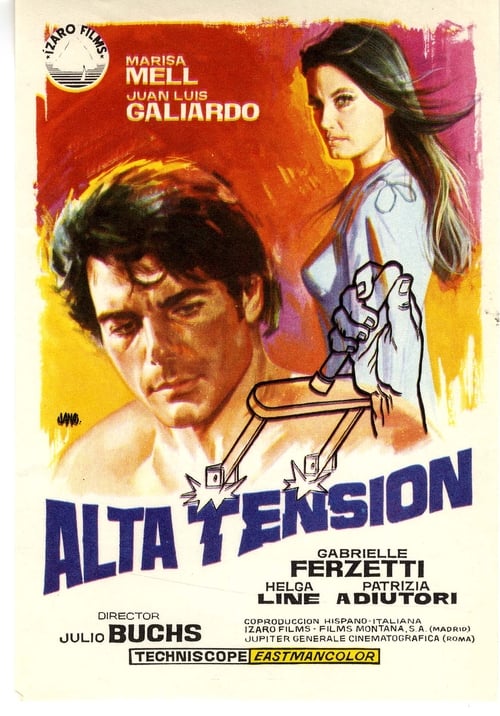 ÍZARO FILMS
MARISA
MELL
JUAN LUIS
GALIARDO
JANO.
ALTA TENSION
GABRIELLE
FERZETTI
HELGA PATRIZIA
LINE ADIUTORI
DIRECTOR
JULIO BUCHS
COPRODUCCION HISPANO-ITALIANA
IZARO FILMS - FILMS MONTANA, S.A. (MADRID)
JUPITER GENERALE CINEMATOGRAFICA (ROMA)
TECHNISCOPE EASTMANCOLOR